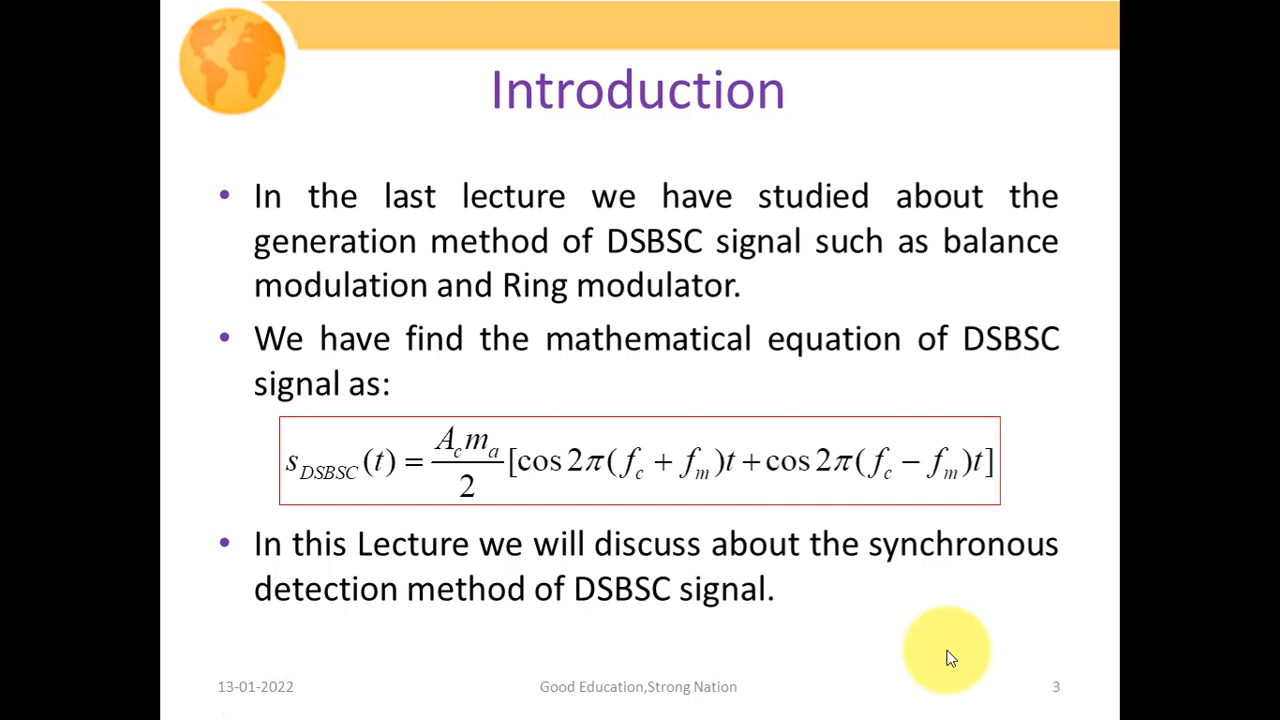 Introduction
• In the last lecture we have studied about the
generation method of DSBSC signal such as balance
modulation and Ring modulator.
• We have find the mathematical equation of DSBSC
signal as:
s_{DSBSC}(t) = \frac{A_c m_a}{2} [cos 2π(f_c + f_m)t + cos 2π(f_c − f_m)t]
• In this Lecture we will discuss about the synchronous
detection method of DSBSC signal.
13-01-2022 Good Education,Strong Nation 3